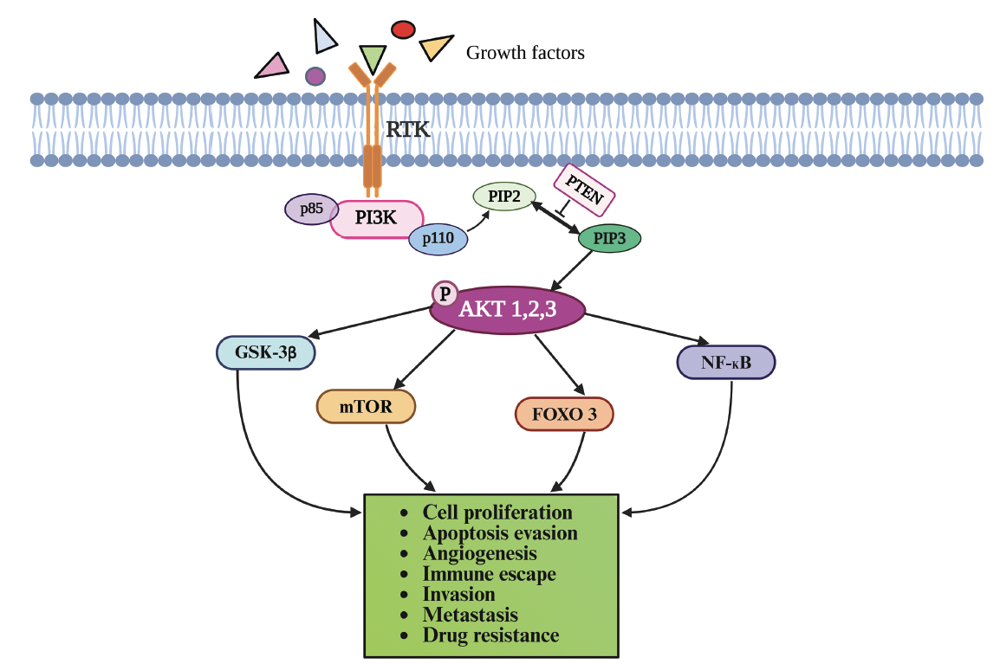 Growth factors
RTK
p85
PI3K
p110
PIP2
PTEN
PIP3
P
AKT 1,2,3
GSK-3β
mTOR
FOXO 3
NF-κB
• Cell proliferation
• Apoptosis evasion
• Angiogenesis
• Immune escape
• Invasion
• Metastasis
• Drug resistance